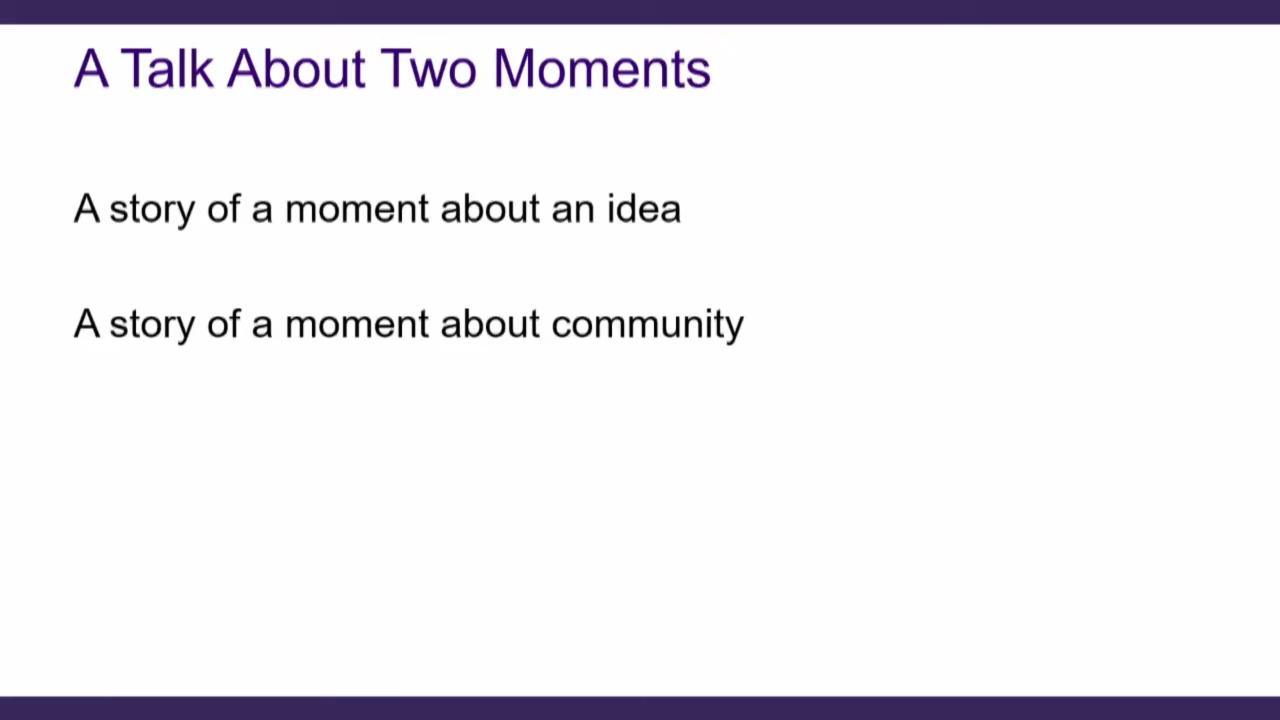 A Talk About Two Moments
A story of a moment about an idea
A story of a moment about community